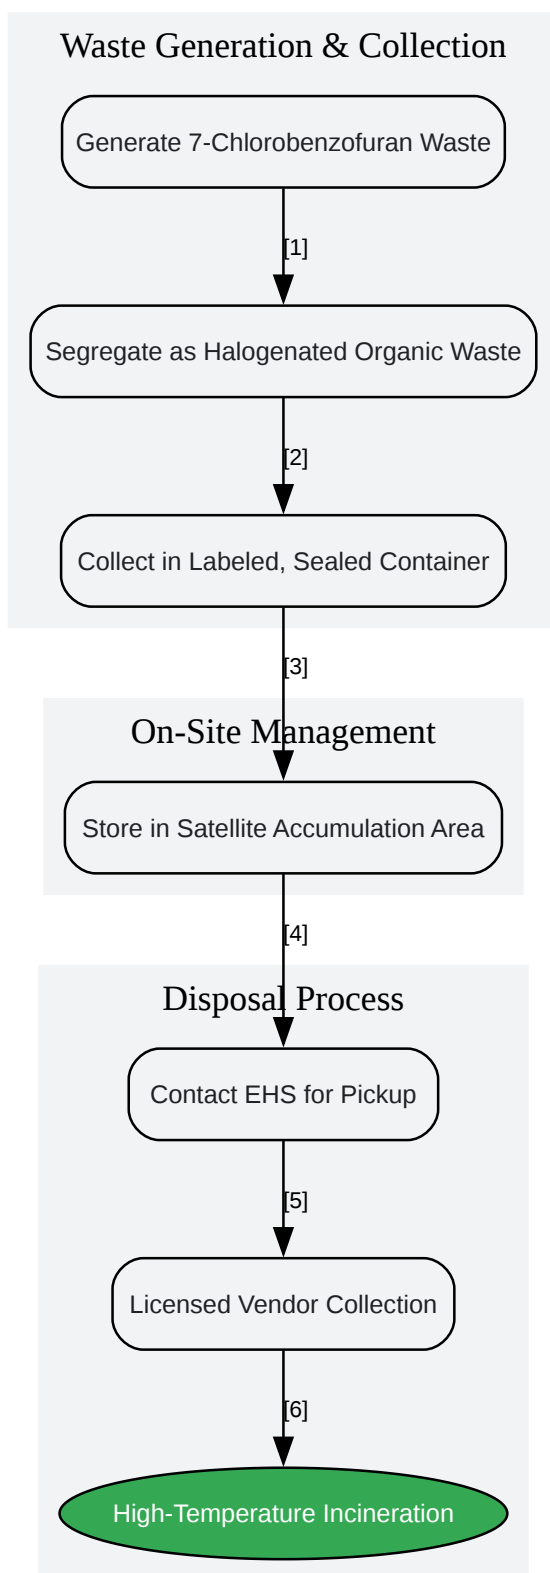 Waste Generation & Collection
Generate 7-Chlorobenzofuran Waste
[1]
Segregate as Halogenated Organic Waste
[2]
Collect in Labeled, Sealed Container
[3]
On-Site Management
Store in Satellite Accumulation Area
[4]
Disposal Process
Contact EHS for Pickup
[5]
Licensed Vendor Collection
[6]
High-Temperature Incineration